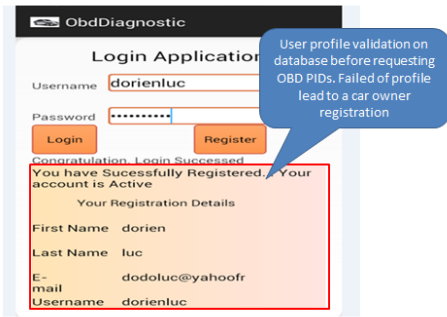 ObdDiagnostic
Login Application
User profile validation on
database before requesting
OBD PIDs. Failed of profile
lead to a car owner
registration
Username dorienluc
Password ••••••••••
Login Register
Congratulation, Login Successed
You have Sucessfully Registered. Your
account is Active
Your Registration Details
First Name dorien
Last Name luc
E-
mail dodoluc@yahoofr
Username dorienluc